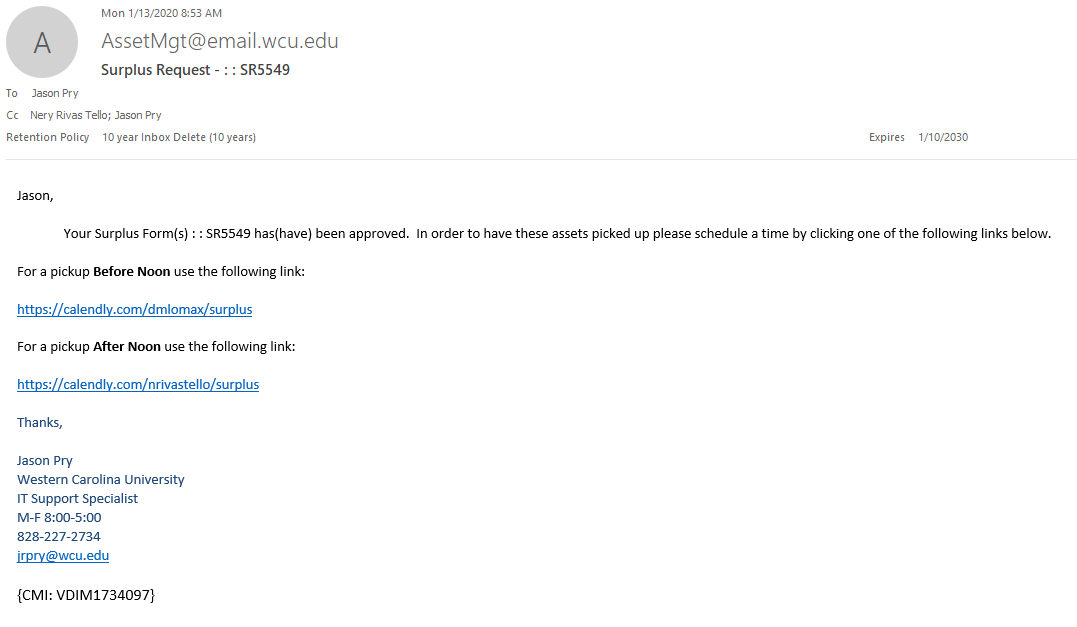 A
Mon 1/13/2020 8:53 AM
AssetMgt@email.wcu.edu
Surplus Request - : : SR5549
To Jason Pry
Cc Nery Rivas Tello; Jason Pry
Retention Policy 10 year Inbox Delete (10 years) Expires 1/10/2030
Jason,
Your Surplus Form(s) : : SR5549 has(have) been approved.  In order to have these assets picked up please schedule a time by clicking one of the following links below.
For a pickup Before Noon use the following link:
https://calendly.com/dmlomax/surplus
For a pickup After Noon use the following link:
https://calendly.com/nrivastello/surplus
Thanks,
Jason Pry
Western Carolina University
IT Support Specialist
M-F 8:00-5:00
828-227-2734
jrpry@wcu.edu
{CMI: VDIM1734097}